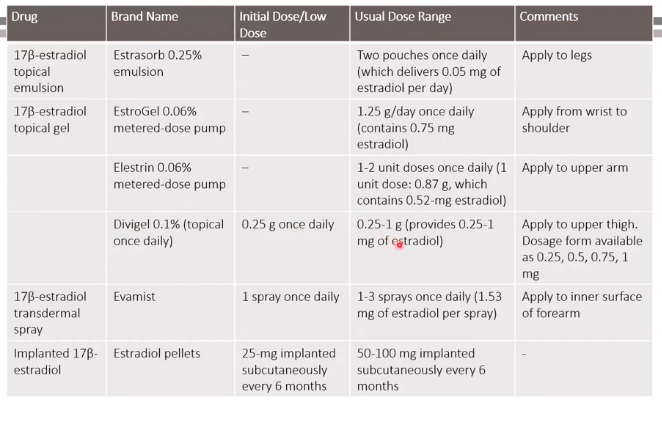 Drug
Brand Name
Initial Dose/Low
Dose
Usual Dose Range
Comments
17β-estradiol
topical
emulsion
Estrasorb 0.25%
emulsion
–
Two pouches once daily
(which delivers 0.05 mg of
estradiol per day)
Apply to legs
17β-estradiol
topical gel
EstroGel 0.06%
metered-dose pump
–
1.25 g/day once daily
(contains 0.75 mg
estradiol)
Apply from wrist to
shoulder
Elestrin 0.06%
metered-dose pump
–
1-2 unit doses once daily (1
unit dose: 0.87 g, which
contains 0.52-mg estradiol)
Apply to upper arm
Divigel 0.1% (topical
once daily)
0.25 g once daily
0.25-1 g (provides 0.25-1
mg of estradiol)
Apply to upper thigh.
Dosage form available
as 0.25, 0.5, 0.75, 1
mg
17β-estradiol
transdermal
spray
Evamist
1 spray once daily
1-3 sprays once daily (1.53
mg of estradiol per spray)
Apply to inner surface
of forearm
Implanted 17β-
estradiol
Estradiol pellets
25-mg implanted
subcutaneously
every 6 months
50-100 mg implanted
subcutaneously every 6
months
-